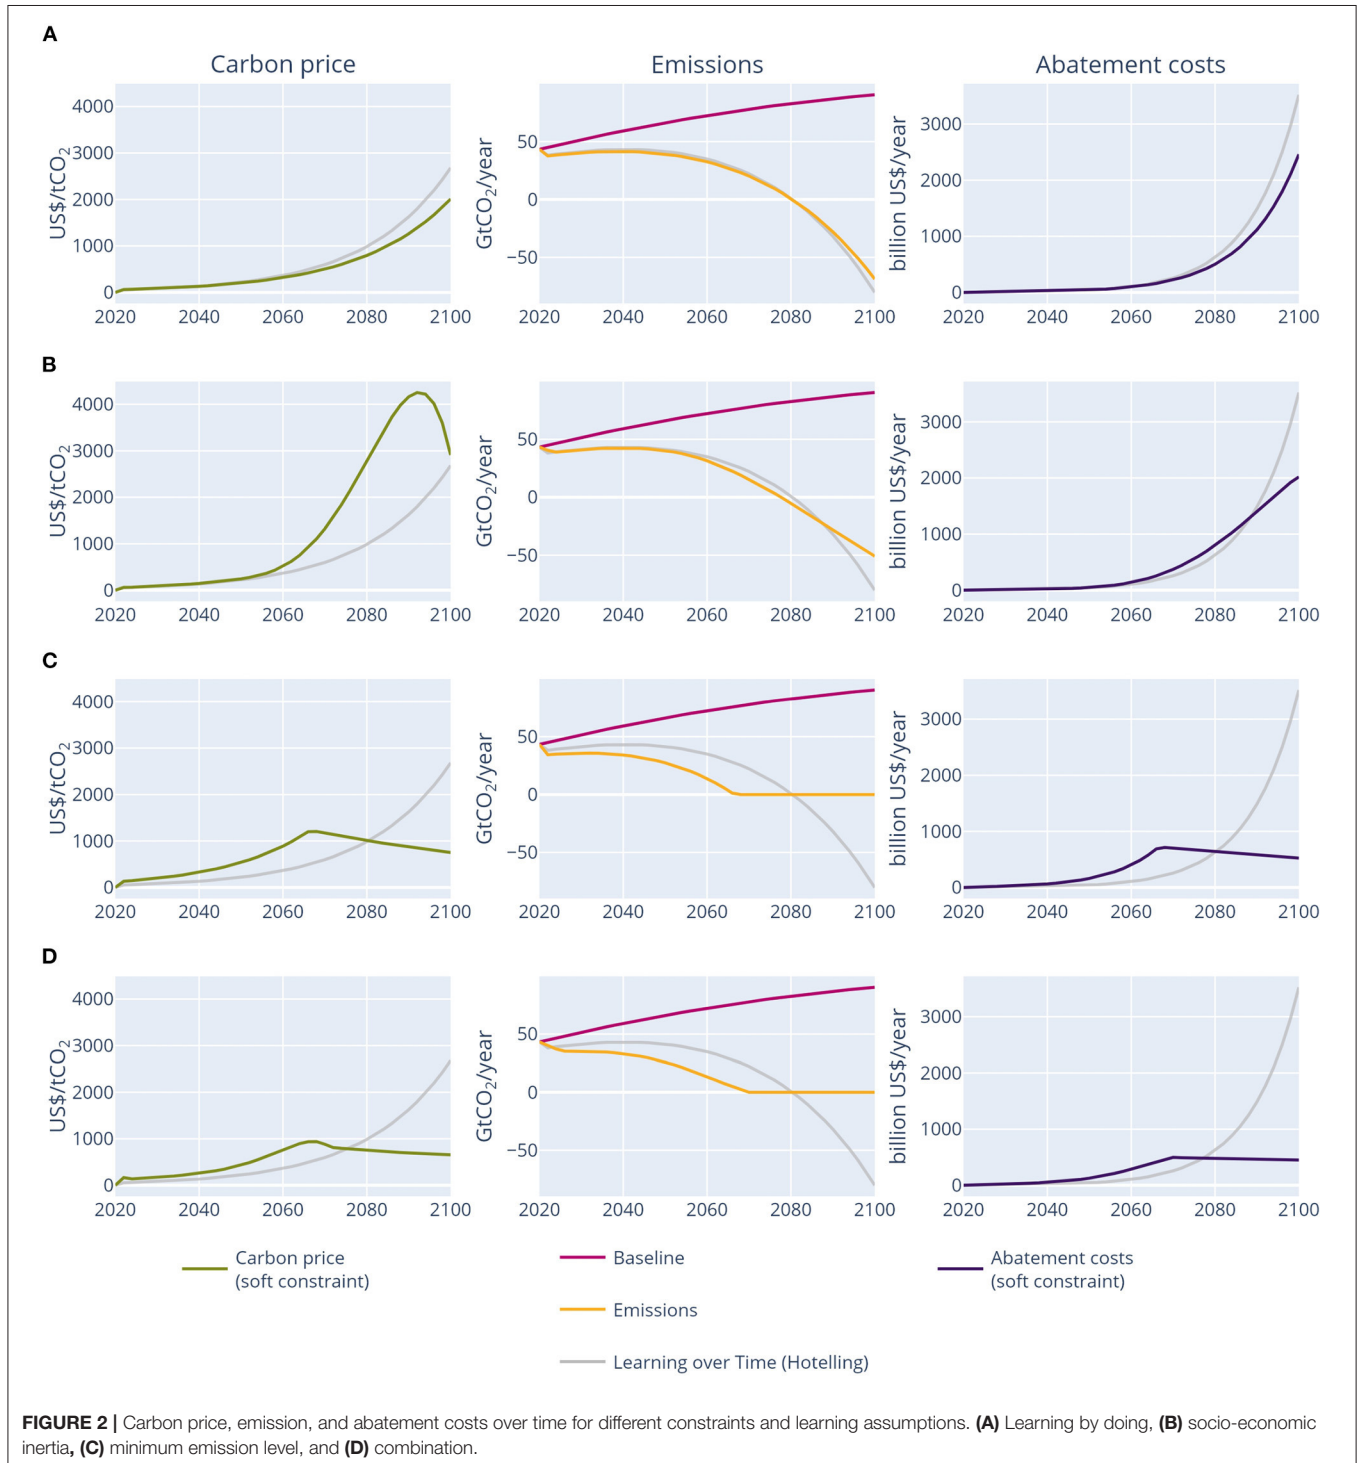 A
Carbon price
Emissions
Abatement costs
US$/tCO2
4000
3000
2000
1000
0
2020 2040 2060 2080 2100
GtCO2/year
50
0
−50
2020 2040 2060 2080 2100
billion US$/year
3000
2000
1000
0
2020 2040 2060 2080 2100
B
US$/tCO2
4000
3000
2000
1000
0
2020 2040 2060 2080 2100
GtCO2/year
50
0
−50
2020 2040 2060 2080 2100
billion US$/year
3000
2000
1000
0
2020 2040 2060 2080 2100
C
US$/tCO2
4000
3000
2000
1000
0
2020 2040 2060 2080 2100
GtCO2/year
50
0
−50
2020 2040 2060 2080 2100
billion US$/year
3000
2000
1000
0
2020 2040 2060 2080 2100
D
US$/tCO2
4000
3000
2000
1000
0
2020 2040 2060 2080 2100
GtCO2/year
50
0
−50
2020 2040 2060 2080 2100
billion US$/year
3000
2000
1000
0
2020 2040 2060 2080 2100
Carbon price
(soft constraint)
Baseline
Emissions
Learning over Time (Hotelling)
Abatement costs
(soft constraint)
FIGURE 2 | Carbon price, emission, and abatement costs over time for different constraints and learning assumptions. (A) Learning by doing, (B) socio-economic
inertia, (C) minimum emission level, and (D) combination.